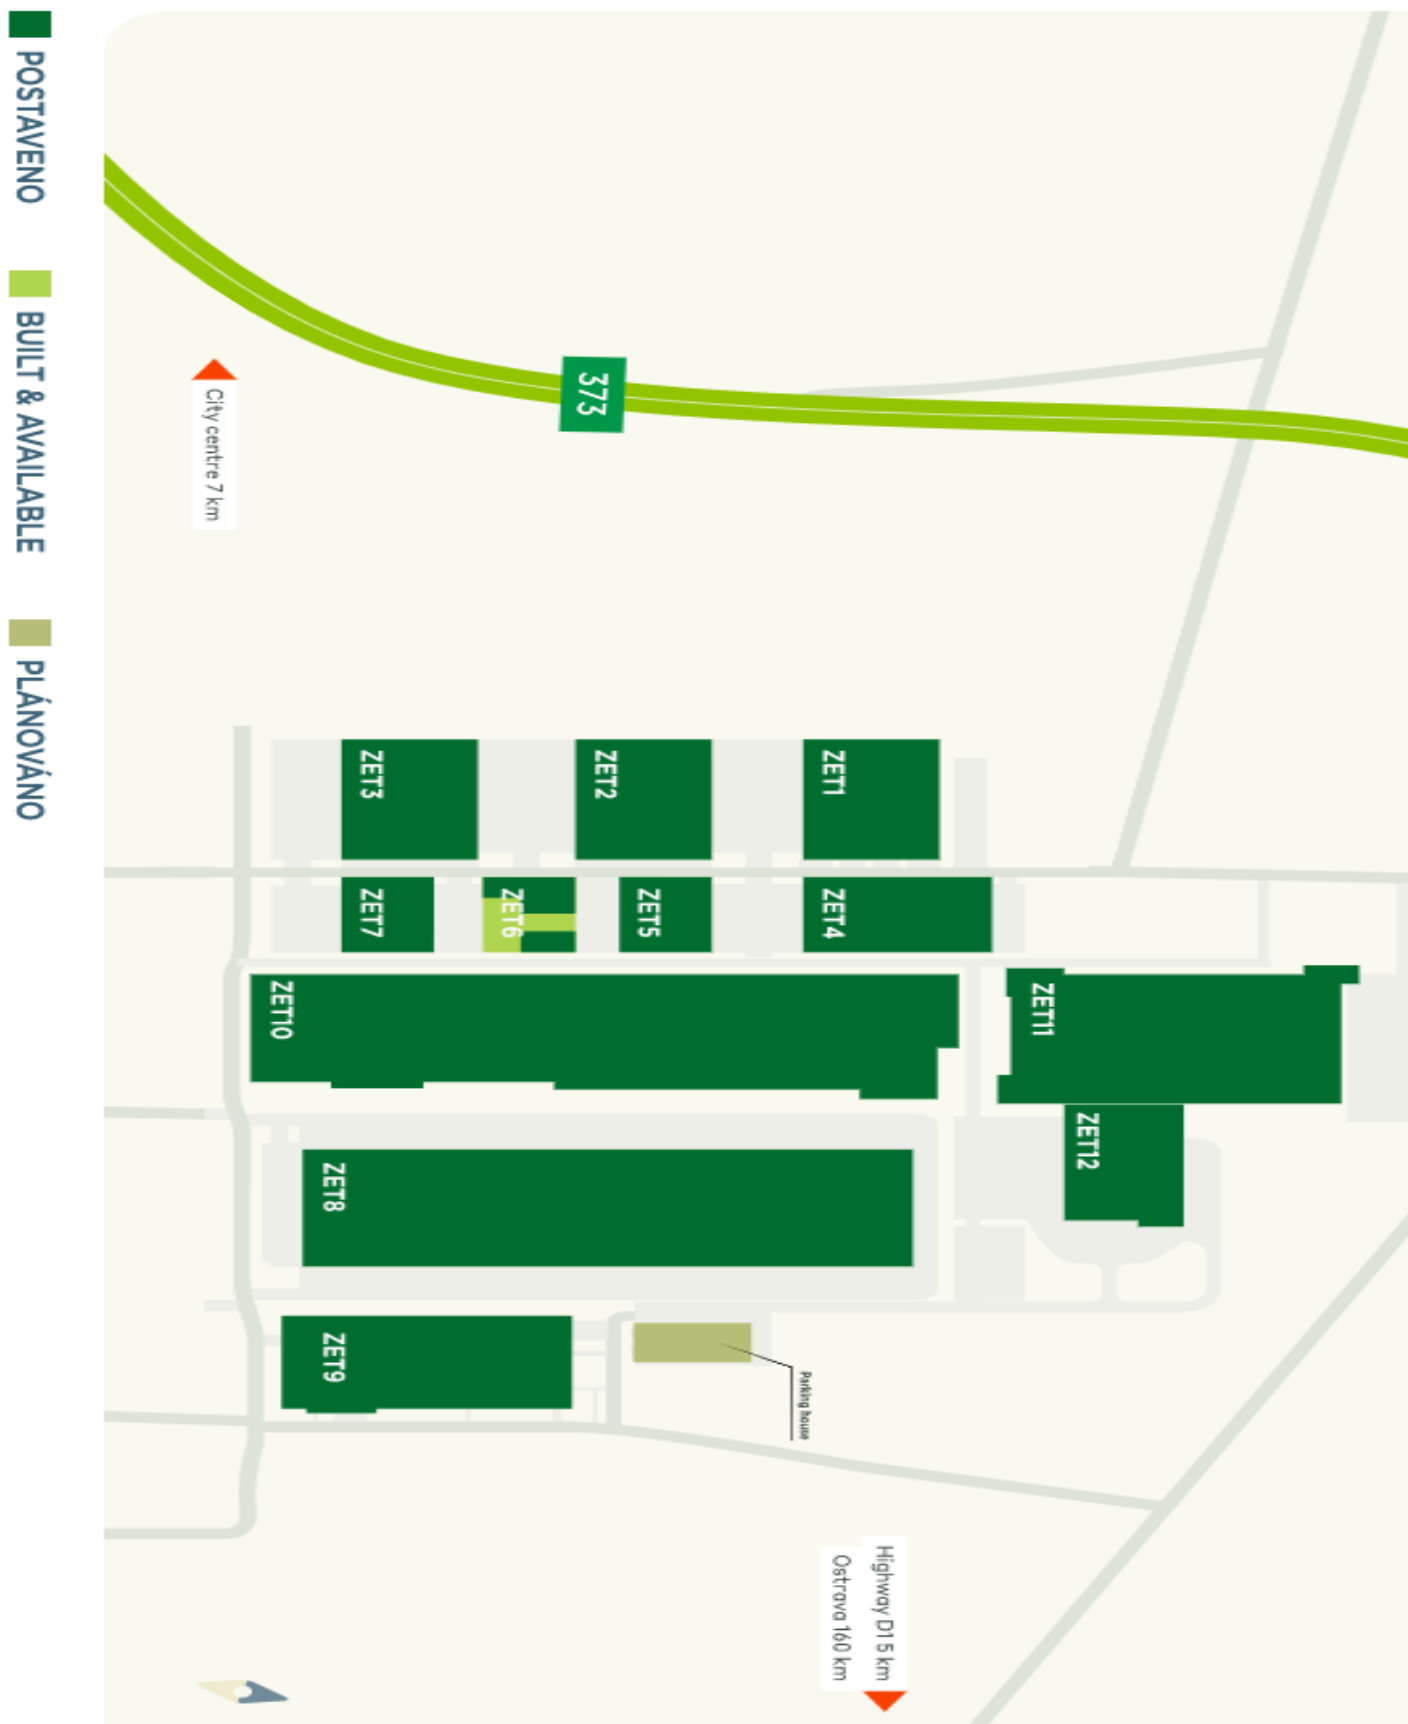 POSTAVENO
BUILT & AVAILABLE
PLÁNOVÁNO
373
City centre 7 km
ZET3
ZET2
ZET1
ZET7
ZET6
ZET5
ZET4
ZET10
ZET11
ZET12
ZET8
ZET9
Parking house
Highway D1 5 km
Ostrava 160 km